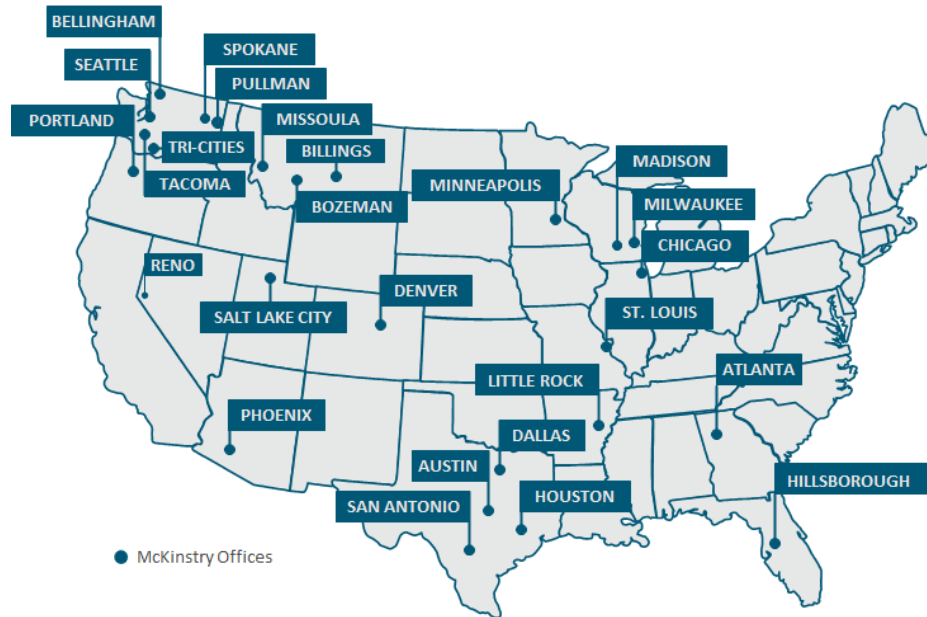 BELLINGHAM
SPOKANE
SEATTLE
PULLMAN
PORTLAND
MISSOULA
TRI-CITIES
BILLINGS
MADISON
TACOMA
BOZEMAN
MINNEAPOLIS
MILWAUKEE
CHICAGO
RENO
DENVER
SALT LAKE CITY
ST. LOUIS
LITTLE ROCK
ATLANTA
PHOENIX
DALLAS
AUSTIN
HILLSBOROUGH
SAN ANTONIO
HOUSTON
McKinstry Offices